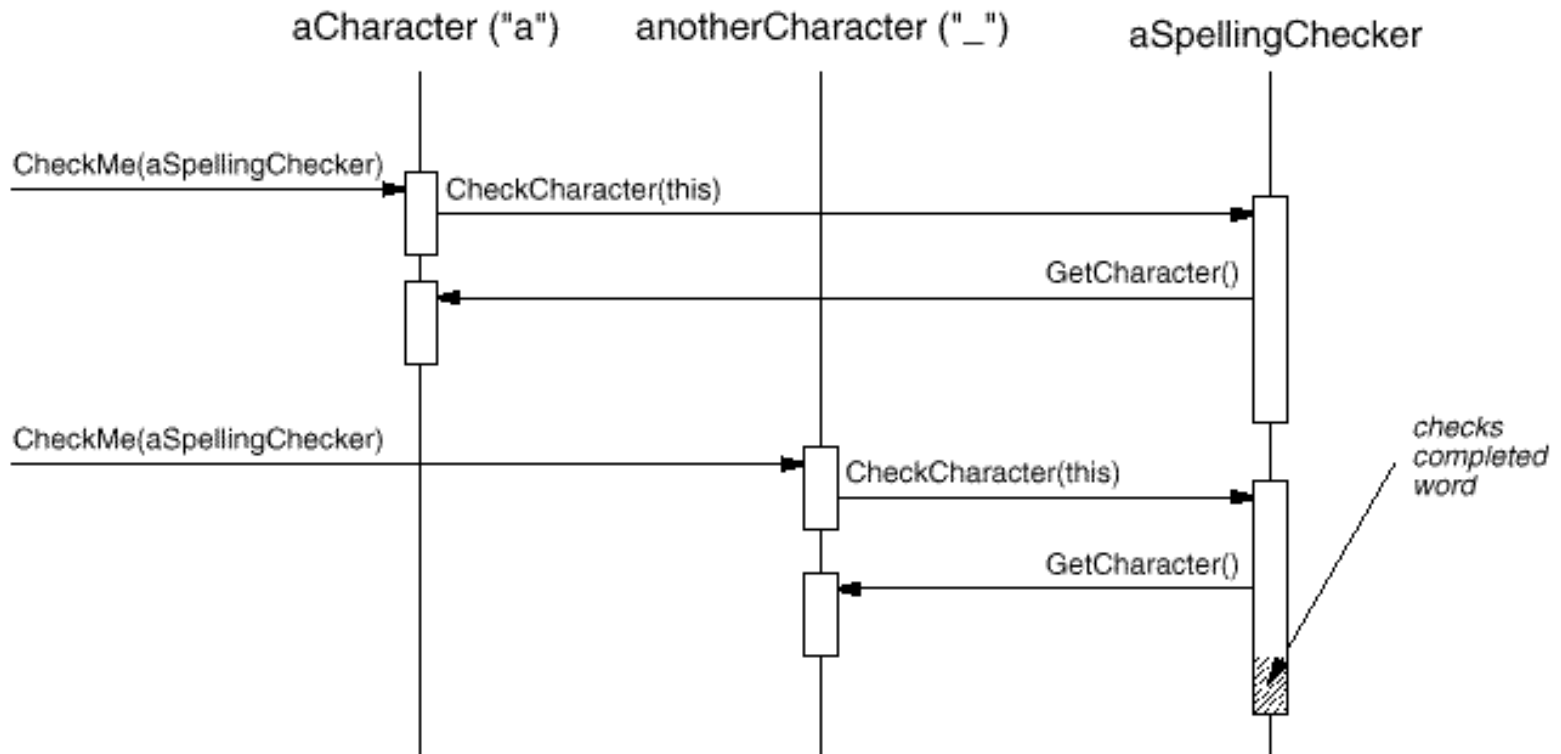 aCharacter ("a")
anotherCharacter ("_")
aSpellingChecker
CheckMe(aSpellingChecker)
CheckCharacter(this)
GetCharacter()
CheckMe(aSpellingChecker)
CheckCharacter(this)
GetCharacter()
checks
completed
word